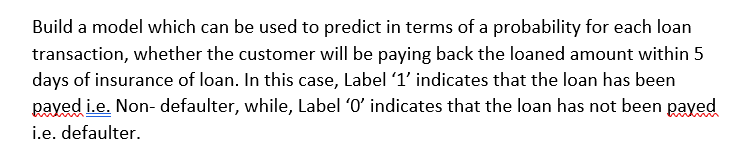 Build a model which can be used to predict in terms of a probability for each loan
transaction, whether the customer will be paying back the loaned amount within 5
days of insurance of loan. In this case, Label ‘1’ indicates that the loan has been
payed i.e. Non- defaulter, while, Label ‘0’ indicates that the loan has not been payed
i.e. defaulter.